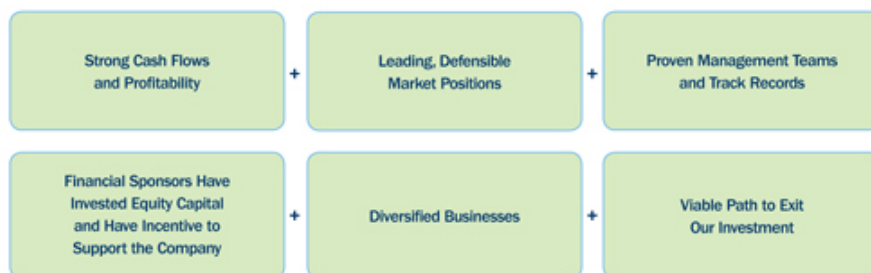 Strong Cash Flows
and Profitability
+
Leading, Defensible
Market Positions
+
Proven Management Teams
and Track Records
Financial Sponsors Have
Invested Equity Capital
and Have Incentive to
Support the Company
+
Diversified Businesses
+
Viable Path to Exit
Our Investment